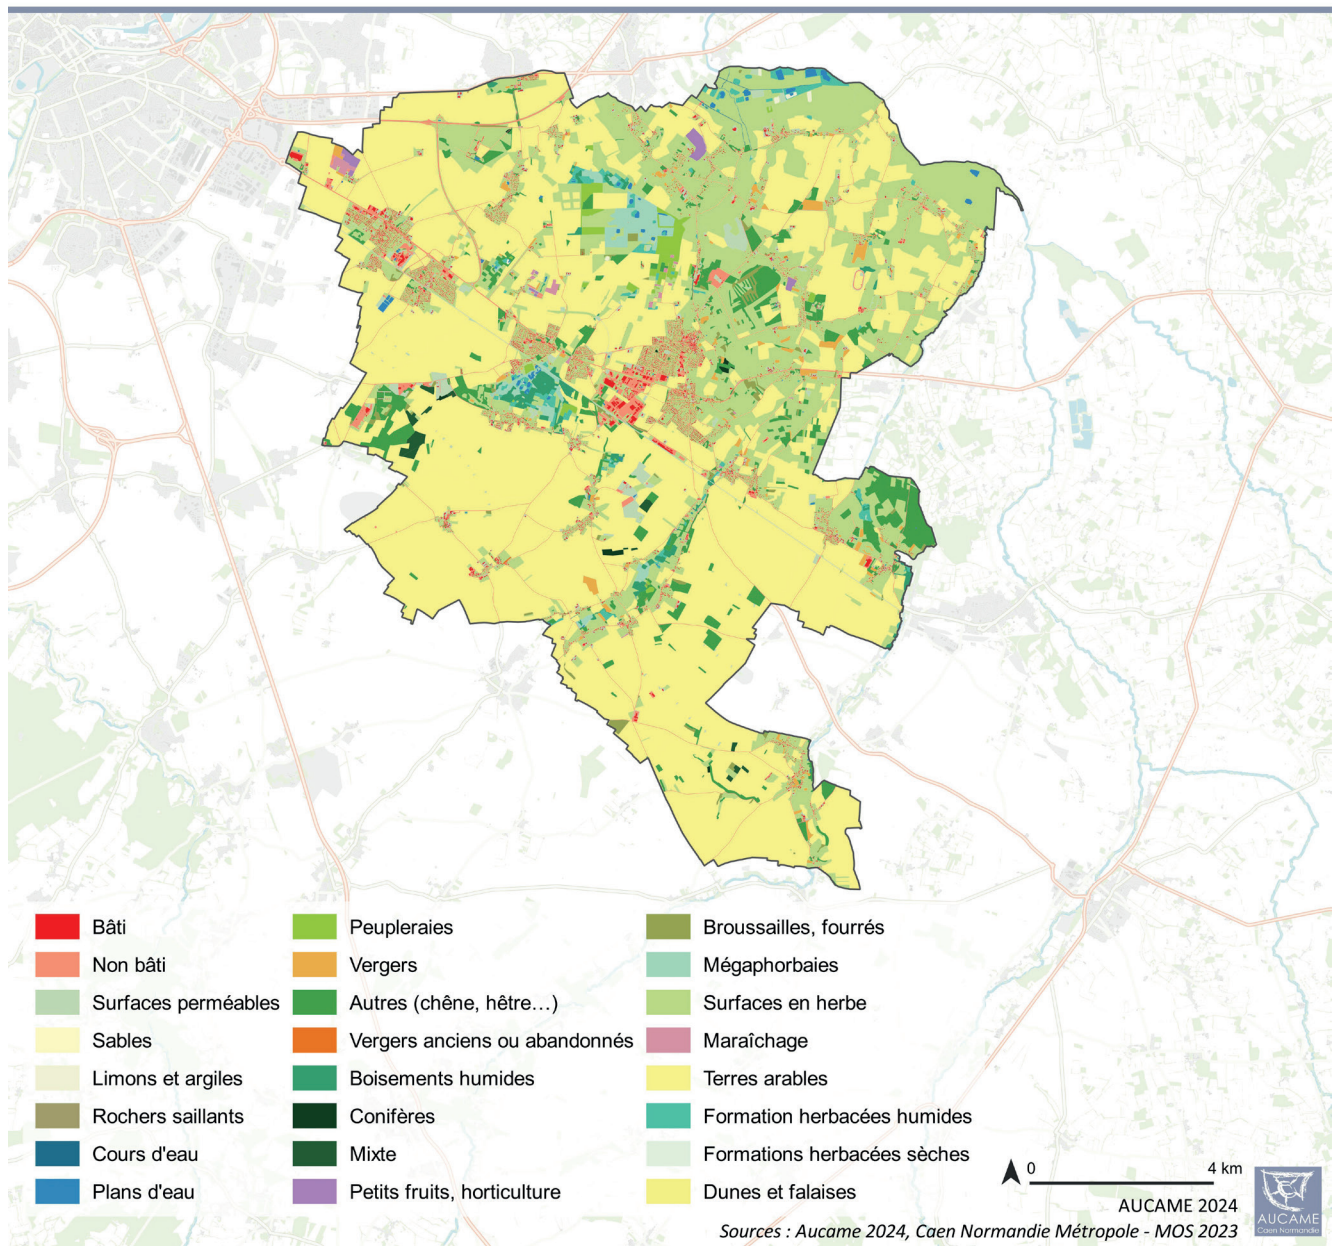 Bâti
Non bâti
Surfaces perméables
Sables
Limons et argiles
Rochers saillants
Cours d'eau
Plans d'eau
Peupleraies
Vergers
Autres (chêne, hêtre…)
Vergers anciens ou abandonnés
Boisements humides
Conifères
Mixte
Petits fruits, horticulture
Broussailles, fourrés
Mégaphorbaies
Surfaces en herbe
Maraîchage
Terres arables
Formation herbacées humides
Formations herbacées sèches
Dunes et falaises
0 4 km
AUCAME 2024
Sources : Aucame 2024, Caen Normandie Métropole - MOS 2023
AUCAME
Caen Normandie